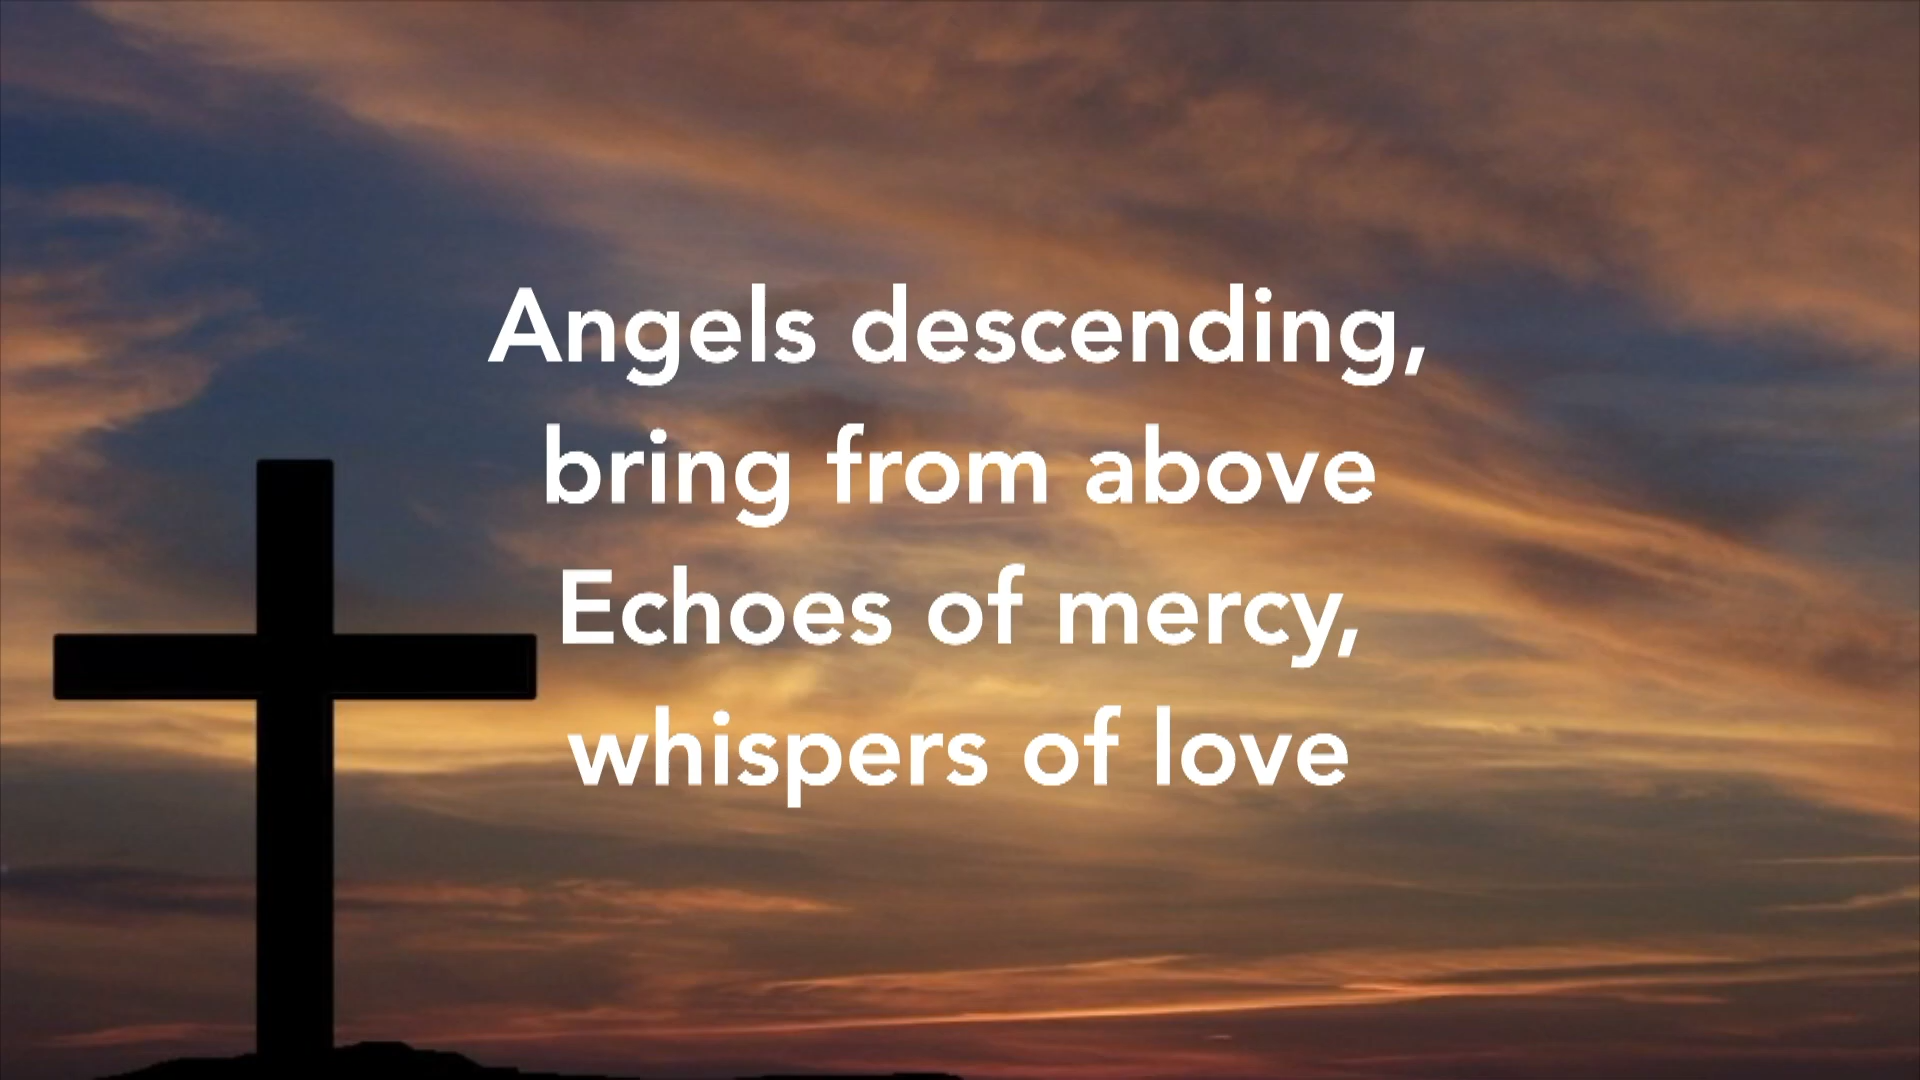 Angels descending,
bring from above
Echoes of mercy,
whispers of love